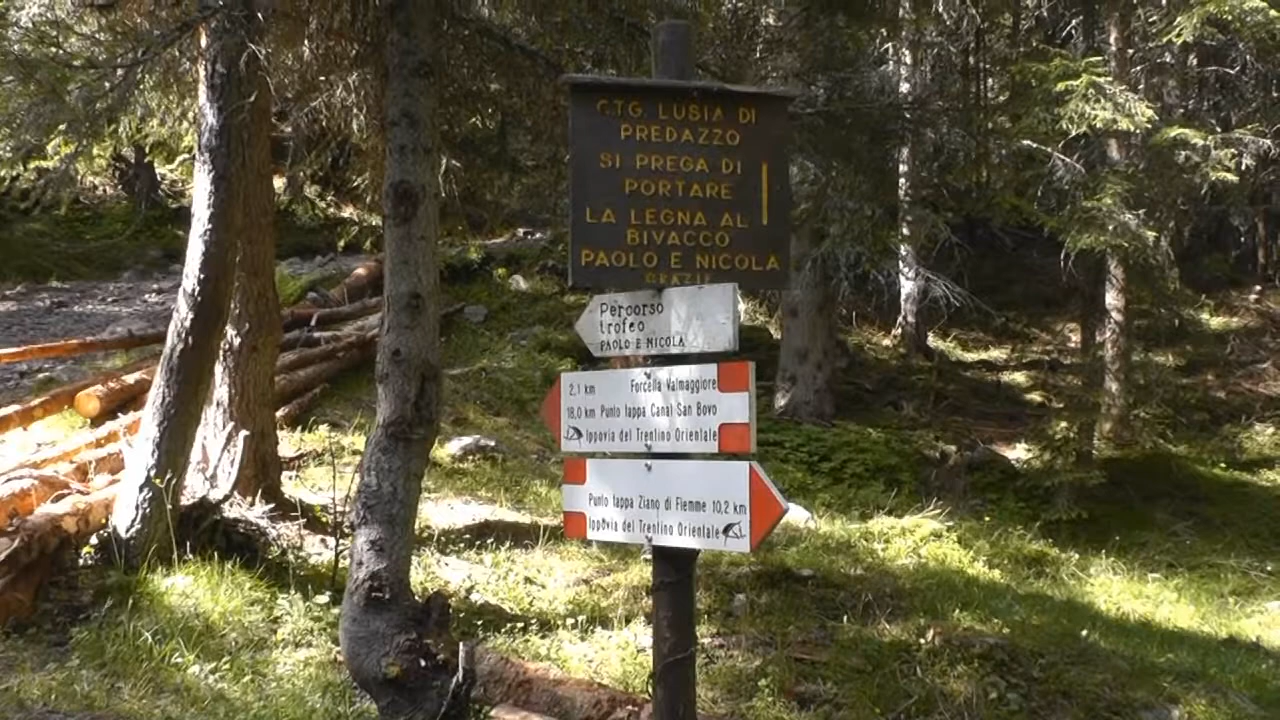 C.T.G. LUSIA DI
PREDAZZO
SI PREGA DI
PORTARE
LA LEGNA AL
BIVACCO
PAOLO E NICOLA
GRAZIE
Percorso
trofeo
PAOLO E NICOLA
2,1 km Forcella Valmaggiore
18,0 km Punto tappa Canal San Bovo
Ippovia del Trentino Orientale
Punto tappa Ziano di Fiemme 10,2 km
Ippovia del Trentino Orientale